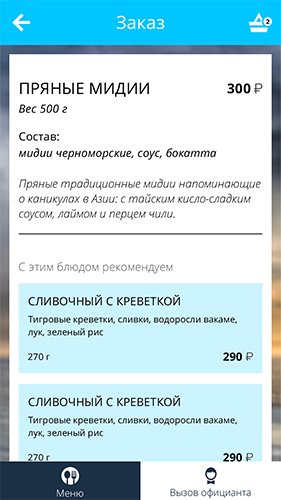 Заказ
2
ПРЯНЫЕ МИДИИ 300 ₽
Вес 500 г
Состав:
мидии черноморские, соус, бокатта
Пряные традиционные мидии напоминающие
о каникулах в Азии: с тайским кисло-сладким
соусом, лаймом и перцем чили.
С этим блюдом рекомендуем
СЛИВОЧНЫЙ С КРЕВЕТКОЙ
Тигровые креветки, сливки, водоросли вакаме,
лук, зеленый рис
270 г 290 ₽
СЛИВОЧНЫЙ С КРЕВЕТКОЙ
Тигровые креветки, сливки, водоросли вакаме,
лук, зеленый рис
270 г 290 ₽
Меню Вызов официанта